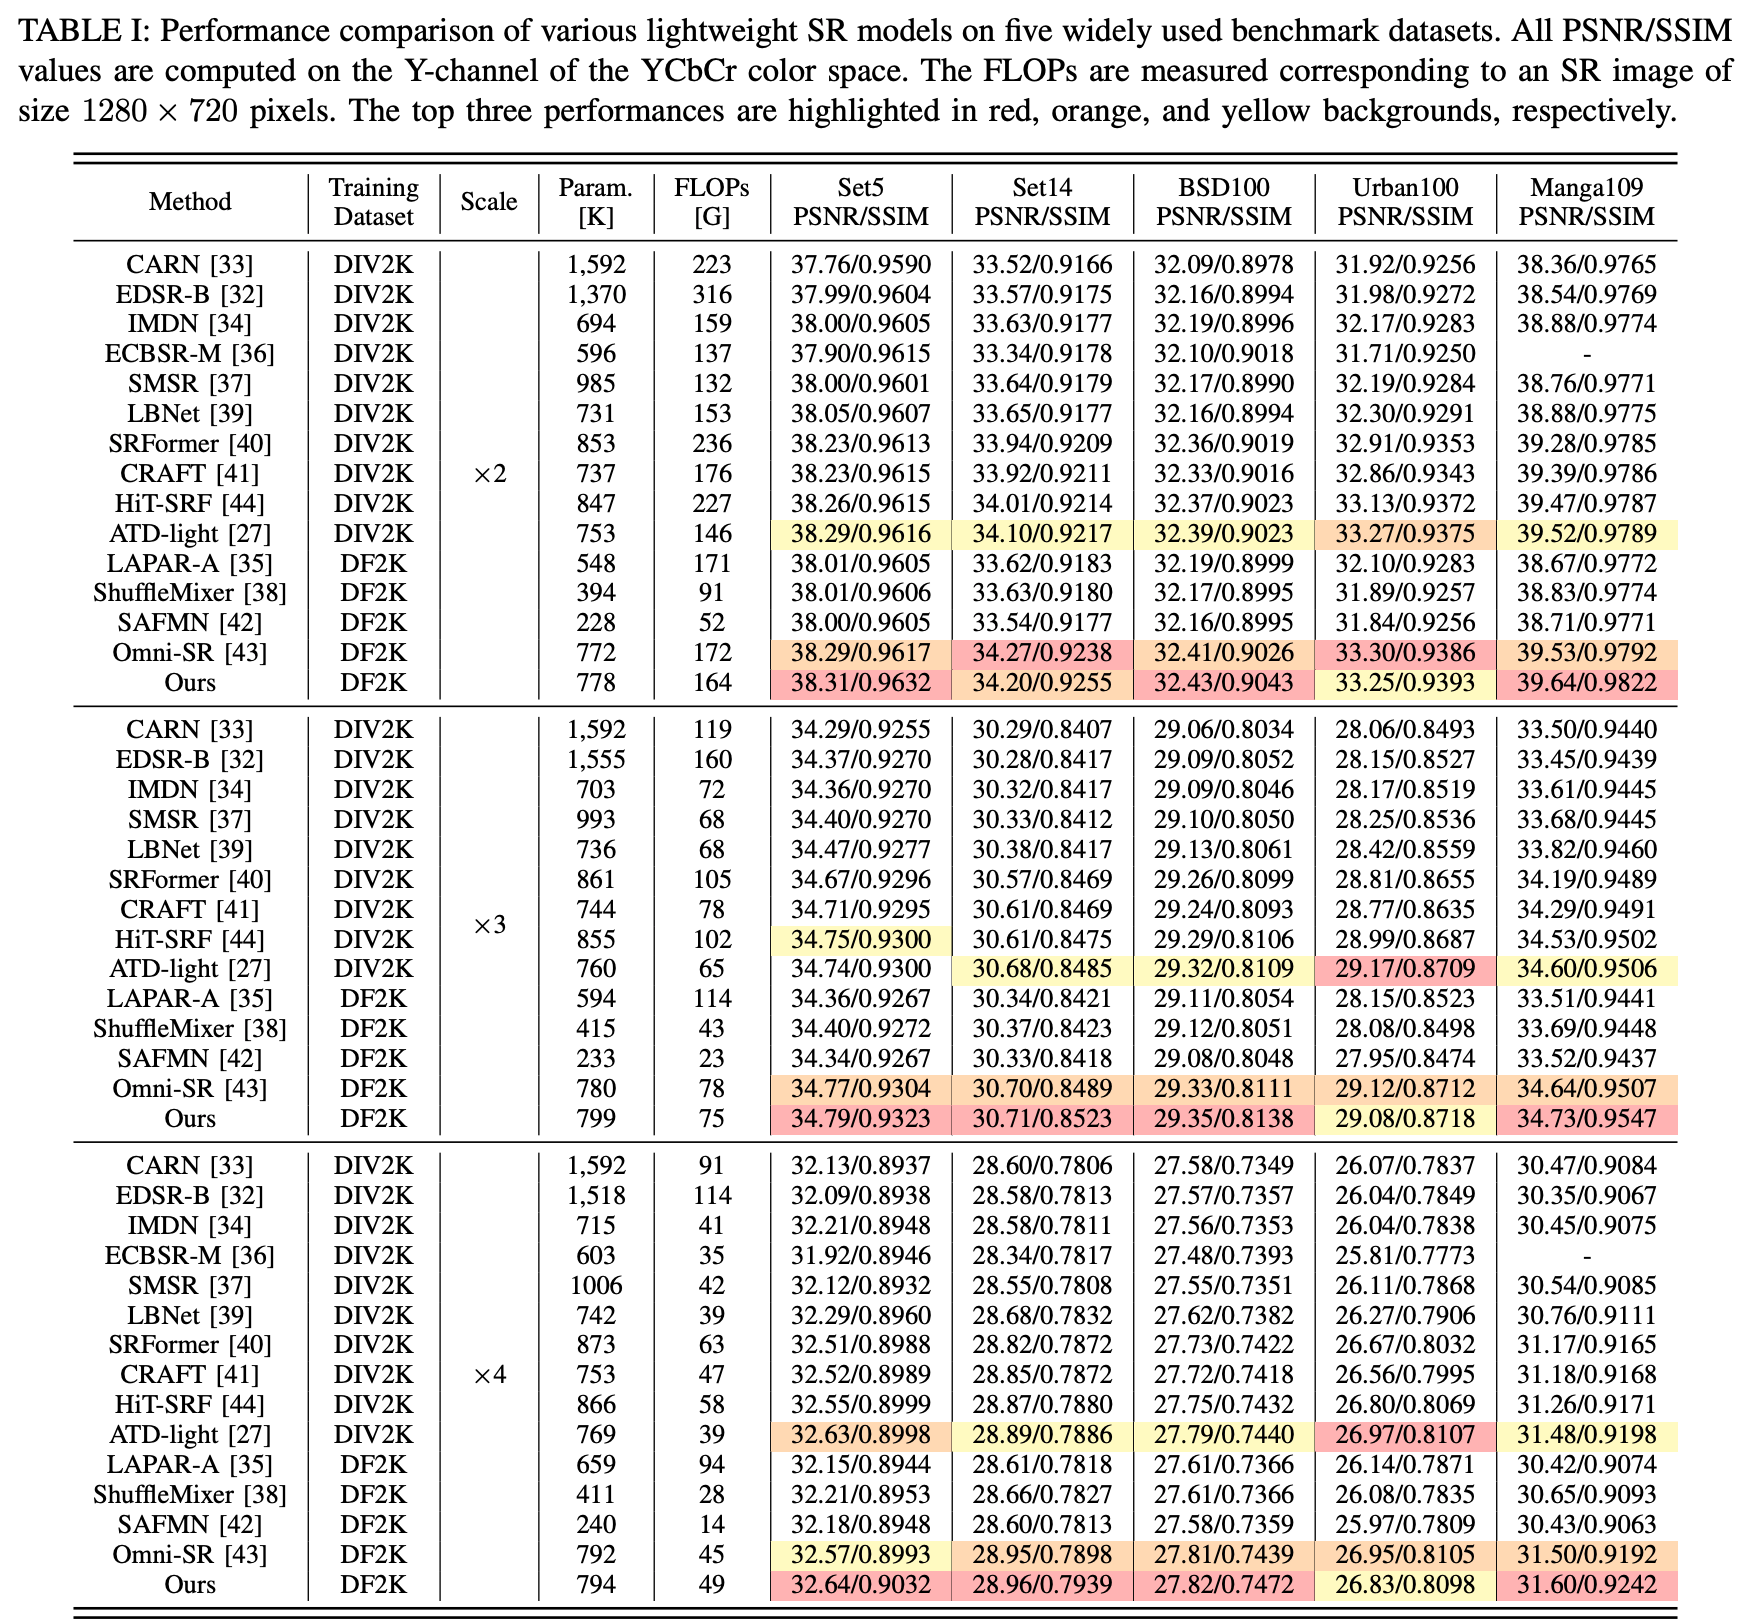 TABLE I: Performance comparison of various lightweight SR models on five widely used benchmark datasets. All PSNR/SSIM
values are computed on the Y-channel of the YCbCr color space. The FLOPs are measured corresponding to an SR image of
size 1280 × 720 pixels. The top three performances are highlighted in red, orange, and yellow backgrounds, respectively.
Method Training Dataset Scale Param. [K] FLOPs [G] Set5 PSNR/SSIM Set14 PSNR/SSIM BSD100 PSNR/SSIM Urban100 PSNR/SSIM Manga109 PSNR/SSIM
CARN [33] DIV2K 1,592 223 37.76/0.9590 33.52/0.9166 32.09/0.8978 31.92/0.9256 38.36/0.9765
EDSR-B [32] DIV2K 1,370 316 37.99/0.9604 33.57/0.9175 32.16/0.8994 31.98/0.9272 38.54/0.9769
IMDN [34] DIV2K 694 159 38.00/0.9605 33.63/0.9177 32.19/0.8996 32.17/0.9283 38.88/0.9774
ECBSR-M [36] DIV2K 596 137 37.90/0.9615 33.34/0.9178 32.10/0.9018 31.71/0.9250 -
SMSR [37] DIV2K 985 132 38.00/0.9601 33.64/0.9179 32.17/0.8990 32.19/0.9284 38.76/0.9771
LBNet [39] DIV2K 731 153 38.05/0.9607 33.65/0.9177 32.16/0.8994 32.30/0.9291 38.88/0.9775
SRFormer [40] DIV2K 853 236 38.23/0.9613 33.94/0.9209 32.36/0.9019 32.91/0.9353 39.28/0.9785
CRAFT [41] DIV2K ×2 737 176 38.23/0.9615 33.92/0.9211 32.33/0.9016 32.86/0.9343 39.39/0.9786
HiT-SRF [44] DIV2K 847 227 38.26/0.9615 34.01/0.9214 32.37/0.9023 33.13/0.9372 39.47/0.9787
ATD-light [27] DIV2K 753 146 38.29/0.9616 34.10/0.9217 32.39/0.9023 33.27/0.9375 39.52/0.9789
LAPAR-A [35] DF2K 548 171 38.01/0.9605 33.62/0.9183 32.19/0.8999 32.10/0.9283 38.67/0.9772
ShuffleMixer [38] DF2K 394 91 38.01/0.9606 33.63/0.9180 32.17/0.8995 31.89/0.9257 38.83/0.9774
SAFMN [42] DF2K 228 52 38.00/0.9605 33.54/0.9177 32.16/0.8995 31.84/0.9256 38.71/0.9771
Omni-SR [43] DF2K 772 172 38.29/0.9617 34.27/0.9238 32.41/0.9026 33.30/0.9386 39.53/0.9792
Ours DF2K 778 164 38.31/0.9632 34.20/0.9255 32.43/0.9043 33.25/0.9393 39.64/0.9822
CARN [33] DIV2K 1,592 119 34.29/0.9255 30.29/0.8407 29.06/0.8034 28.06/0.8493 33.50/0.9440
EDSR-B [32] DIV2K 1,555 160 34.37/0.9270 30.28/0.8417 29.09/0.8052 28.15/0.8527 33.45/0.9439
IMDN [34] DIV2K 703 72 34.36/0.9270 30.32/0.8417 29.09/0.8046 28.17/0.8519 33.61/0.9445
SMSR [37] DIV2K 993 68 34.40/0.9270 30.33/0.8412 29.10/0.8050 28.25/0.8536 33.68/0.9445
LBNet [39] DIV2K 736 68 34.47/0.9277 30.38/0.8417 29.13/0.8061 28.42/0.8559 33.82/0.9460
SRFormer [40] DIV2K 861 105 34.67/0.9296 30.57/0.8469 29.26/0.8099 28.81/0.8655 34.19/0.9489
CRAFT [41] DIV2K 744 78 34.71/0.9295 30.61/0.8469 29.24/0.8093 28.77/0.8635 34.29/0.9491
HiT-SRF [44] DIV2K ×3 855 102 34.75/0.9300 30.61/0.8475 29.29/0.8106 28.99/0.8687 34.53/0.9502
ATD-light [27] DIV2K 760 65 34.74/0.9300 30.68/0.8485 29.32/0.8109 29.17/0.8709 34.60/0.9506
LAPAR-A [35] DF2K 594 114 34.36/0.9267 30.34/0.8421 29.11/0.8054 28.15/0.8523 33.51/0.9441
ShuffleMixer [38] DF2K 415 43 34.40/0.9272 30.37/0.8423 29.12/0.8051 28.08/0.8498 33.69/0.9448
SAFMN [42] DF2K 233 23 34.34/0.9267 30.33/0.8418 29.08/0.8048 27.95/0.8474 33.52/0.9437
Omni-SR [43] DF2K 780 78 34.77/0.9304 30.70/0.8489 29.33/0.8111 29.12/0.8712 34.64/0.9507
Ours DF2K 799 75 34.79/0.9323 30.71/0.8523 29.35/0.8138 29.08/0.8718 34.73/0.9547
CARN [33] DIV2K 1,592 91 32.13/0.8937 28.60/0.7806 27.58/0.7349 26.07/0.7837 30.47/0.9084
EDSR-B [32] DIV2K 1,518 114 32.09/0.8938 28.58/0.7813 27.57/0.7357 26.04/0.7849 30.35/0.9067
IMDN [34] DIV2K 715 41 32.21/0.8948 28.58/0.7811 27.56/0.7353 26.04/0.7838 30.45/0.9075
ECBSR-M [36] DIV2K 603 35 31.92/0.8946 28.34/0.7817 27.48/0.7393 25.81/0.7773 -
SMSR [37] DIV2K 1006 42 32.12/0.8932 28.55/0.7808 27.55/0.7351 26.11/0.7868 30.54/0.9085
LBNet [39] DIV2K 742 39 32.29/0.8960 28.68/0.7832 27.62/0.7382 26.27/0.7906 30.76/0.9111
SRFormer [40] DIV2K 873 63 32.51/0.8988 28.82/0.7872 27.73/0.7422 26.67/0.8032 31.17/0.9165
CRAFT [41] DIV2K ×4 753 47 32.52/0.8989 28.85/0.7872 27.72/0.7418 26.56/0.7995 31.18/0.9168
HiT-SRF [44] DIV2K 866 58 32.55/0.8999 28.87/0.7880 27.75/0.7432 26.80/0.8069 31.26/0.9171
ATD-light [27] DIV2K 769 39 32.63/0.8998 28.89/0.7886 27.79/0.7440 26.97/0.8107 31.48/0.9198
LAPAR-A [35] DF2K 659 94 32.15/0.8944 28.61/0.7818 27.61/0.7366 26.14/0.7871 30.42/0.9074
ShuffleMixer [38] DF2K 411 28 32.21/0.8953 28.66/0.7827 27.61/0.7366 26.08/0.7835 30.65/0.9093
SAFMN [42] DF2K 240 14 32.18/0.8948 28.60/0.7813 27.58/0.7359 25.97/0.7809 30.43/0.9063
Omni-SR [43] DF2K 792 45 32.57/0.8993 28.95/0.7898 27.81/0.7439 26.95/0.8105 31.50/0.9192
Ours DF2K 794 49 32.64/0.9032 28.96/0.7939 27.82/0.7472 26.83/0.8098 31.60/0.9242